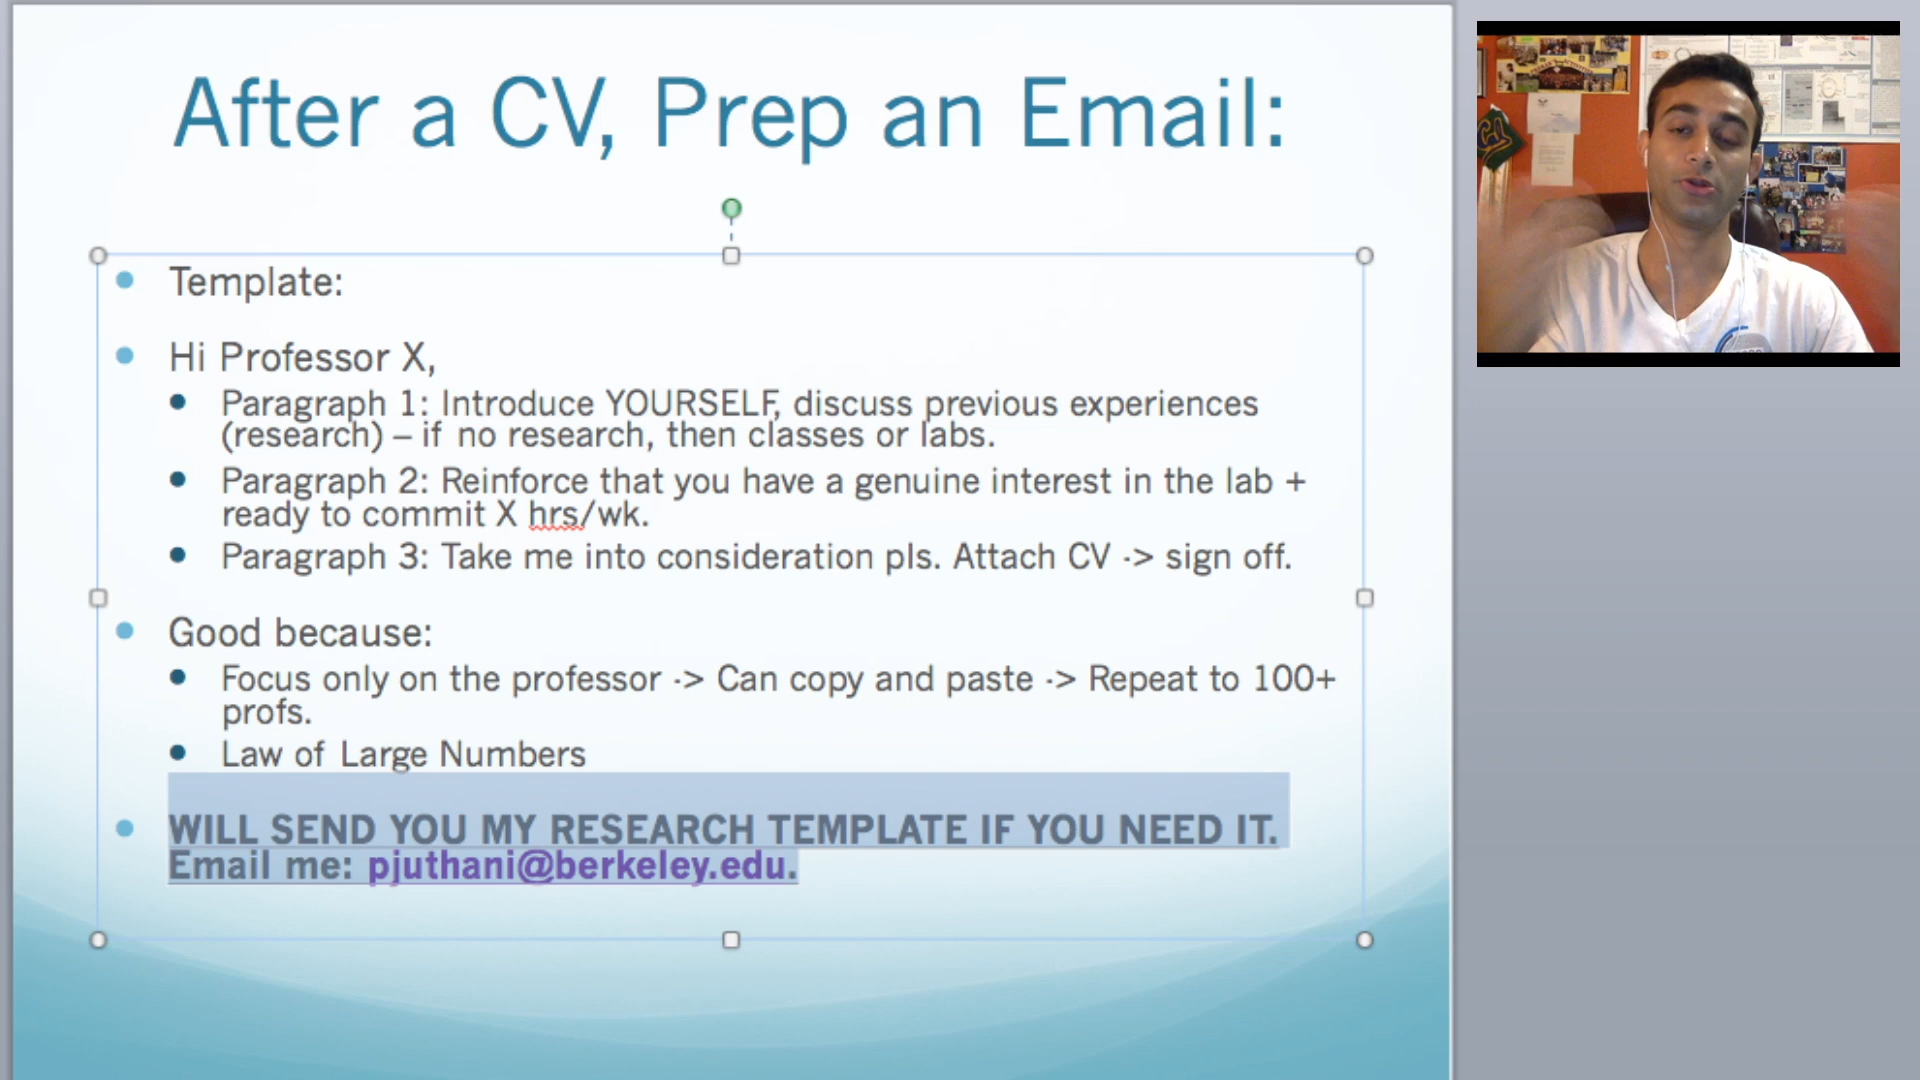 After a CV, Prep an Email:
Template:
Hi Professor X,
Paragraph 1: Introduce YOURSELF, discuss previous experiences
(research) – if no research, then classes or labs.
Paragraph 2: Reinforce that you have a genuine interest in the lab +
ready to commit X hrs/wk.
Paragraph 3: Take me into consideration pls. Attach CV -> sign off.
Good because:
Focus only on the professor -> Can copy and paste -> Repeat to 100+
profs.
Law of Large Numbers
WILL SEND YOU MY RESEARCH TEMPLATE IF YOU NEED IT.
Email me: pjuthani@berkeley.edu.